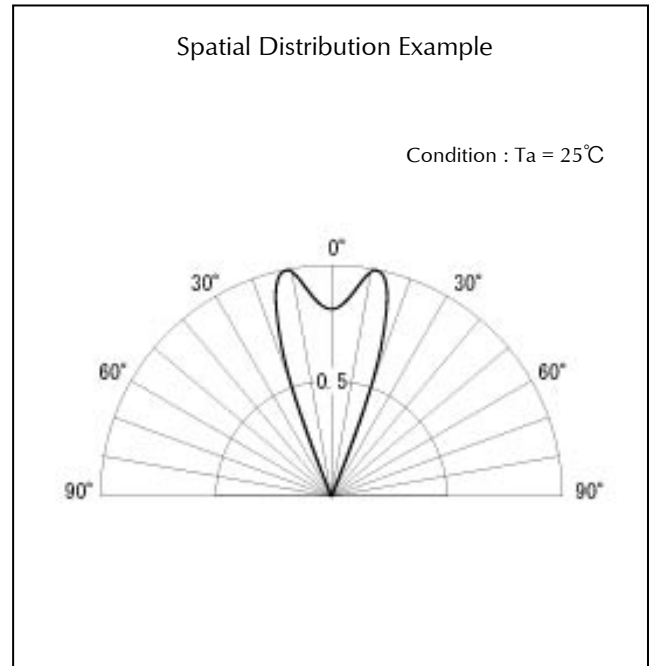 Spatial Distribution Example
Condition : Ta = 25℃
0°
30° 30°
60° 60°
0. 5
90° 90°